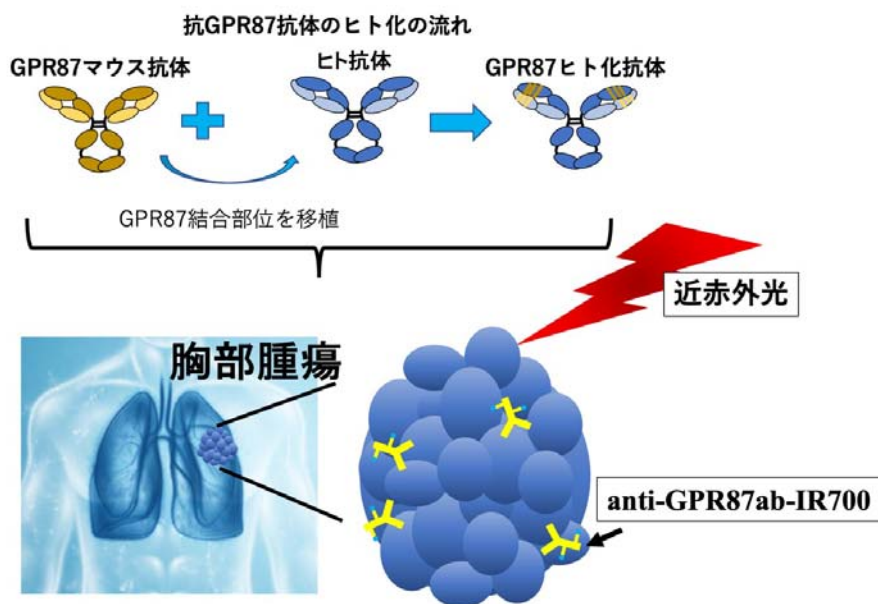 抗GPR87抗体のヒト化の流れ
GPR87マウス抗体
ヒト抗体
GPR87ヒト化抗体
GPR87結合部位を移植
近赤外光
胸部腫瘍
anti-GPR87ab-IR700